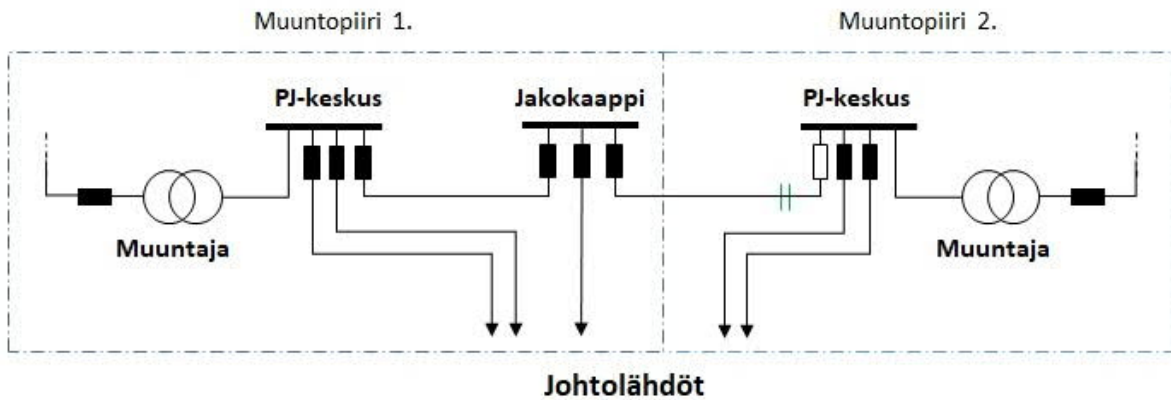 Muuntopiiri 1.
Muuntopiiri 2.
PJ-keskus
Jakokaappi
PJ-keskus
Muuntaja
Muuntaja
Johtolähdöt